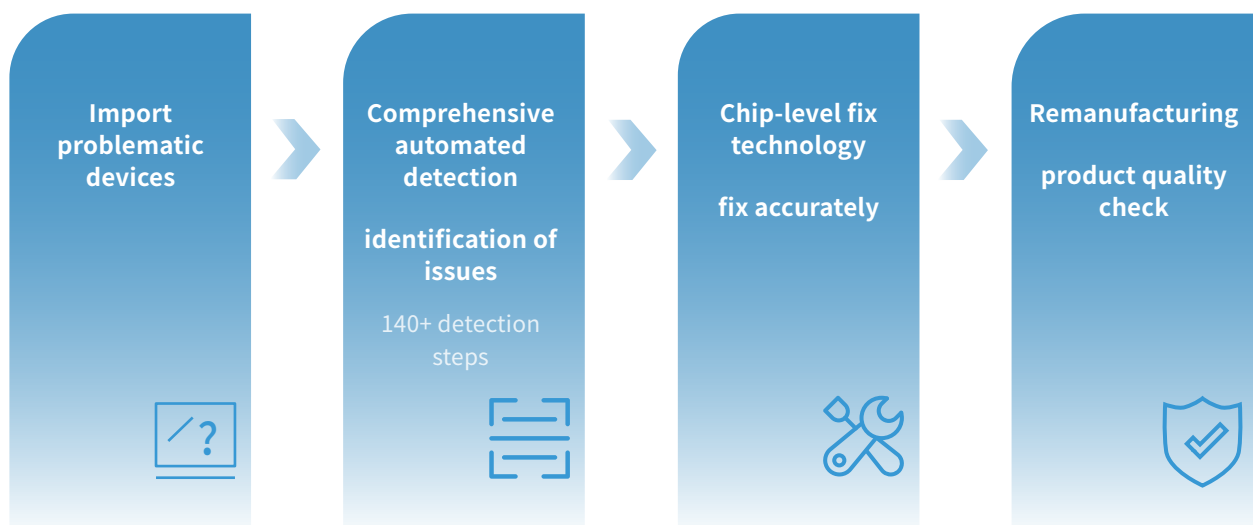 Import
problematic
devices
Comprehensive
automated
detection
identification of
issues
140+ detection
steps
Chip-level fix
technology
fix accurately
Remanufacturing
product quality
check
?